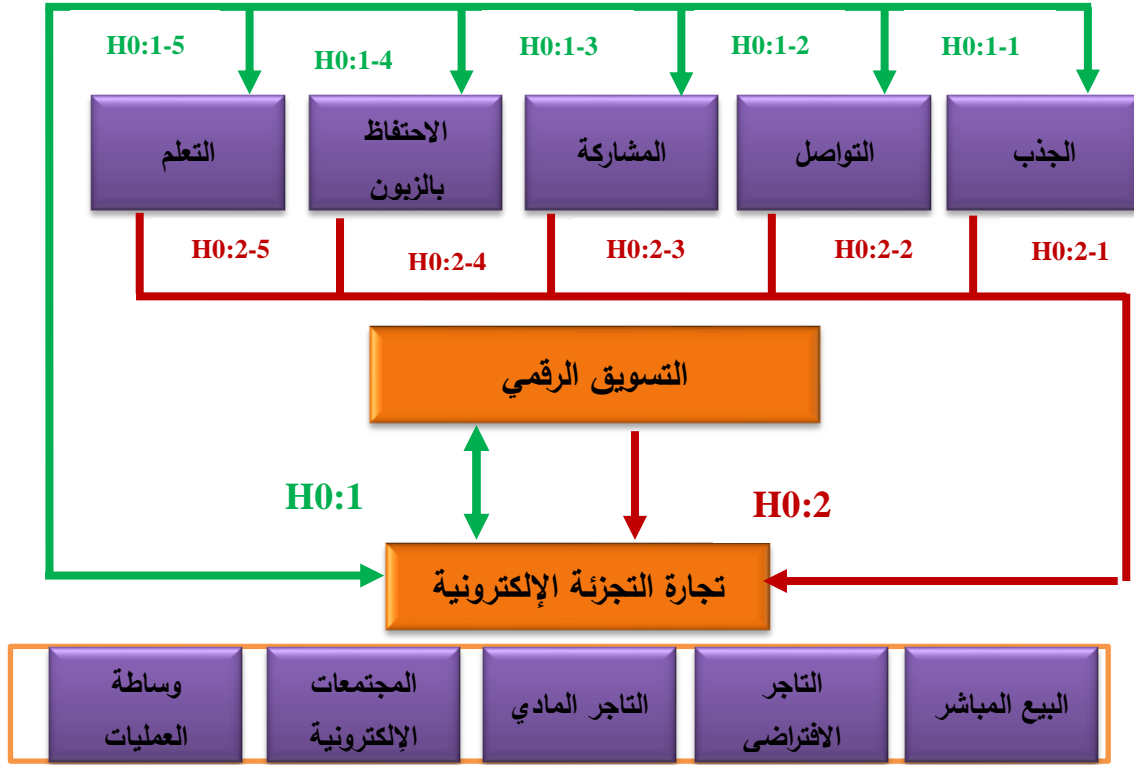 H0:1-1
H0:1-2
H0:1-3
H0:1-4
H0:1-5
الجذب
التواصل
المشاركة
الاحتفاظ
بالزبون
التعلم
H0:2-1
H0:2-2
H0:2-3
H0:2-4
H0:2-5
التسويق الرقمي
H0:2
H0:1
تجارة التجزئة الإلكترونية
البيع المباشر
التاجر
الافتراضي
التاجر المادي
المجتمعات
الإلكترونية
وساطة
العمليات